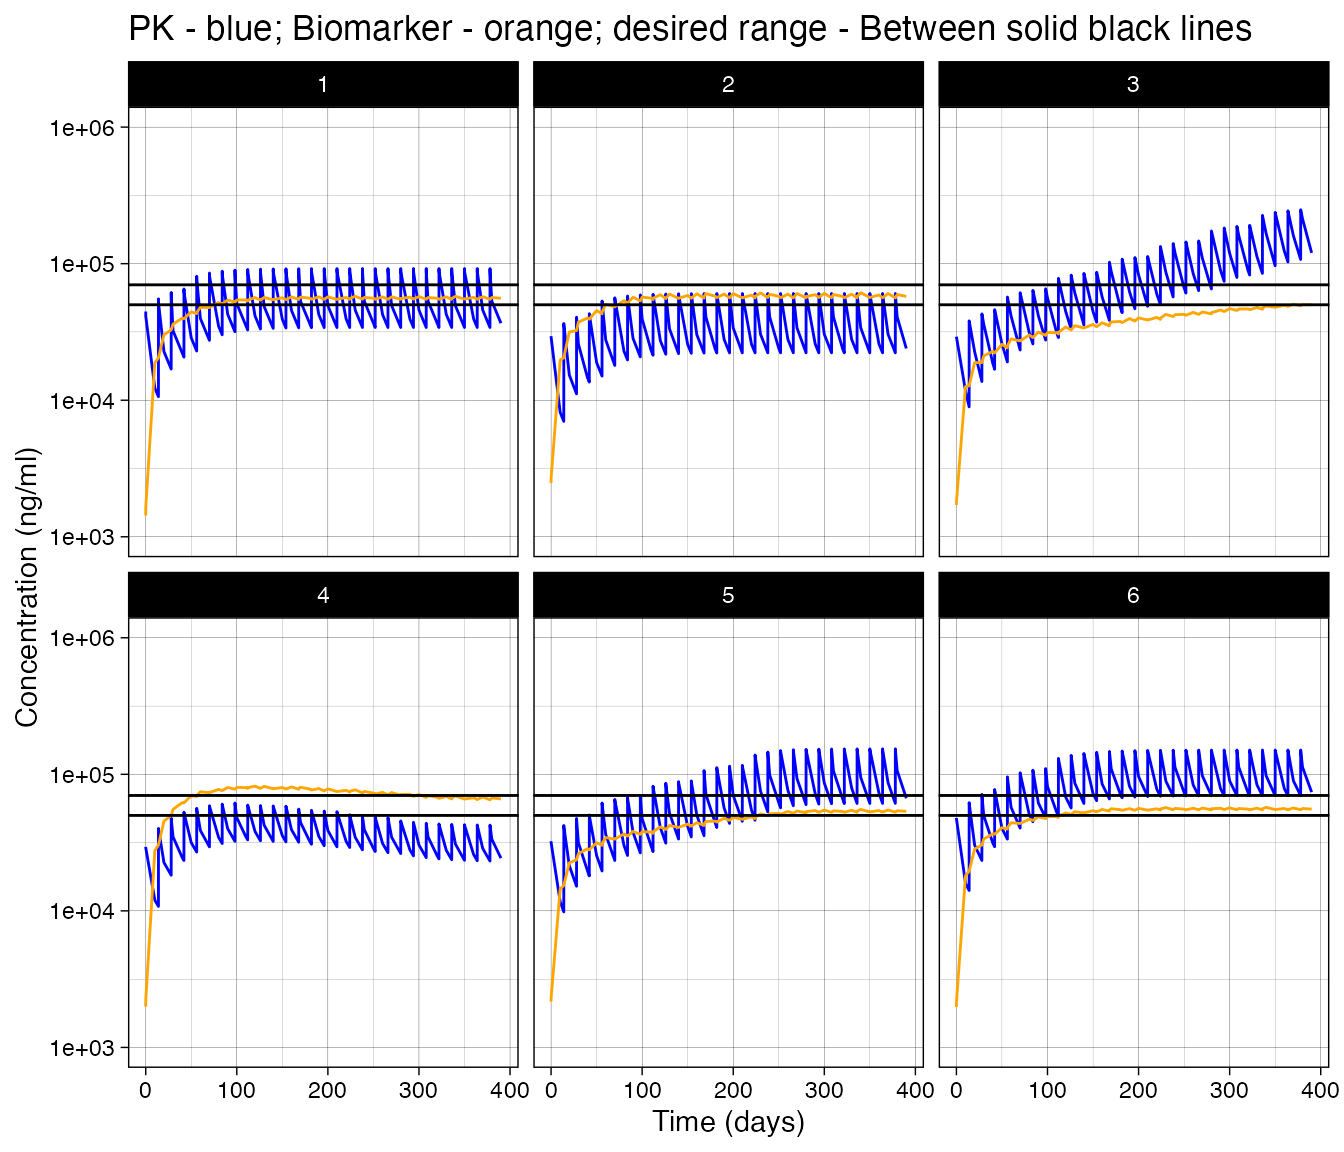 PK - blue; Biomarker - orange; desired range - Between solid black lines
1 2 3
1e+06
1e+05
1e+04
1e+03
4 5 6
1e+06
1e+05
1e+04
1e+03
0 100 200 300 400 0 100 200 300 400 0 100 200 300 400
Time (days)
Concentration (ng/ml)